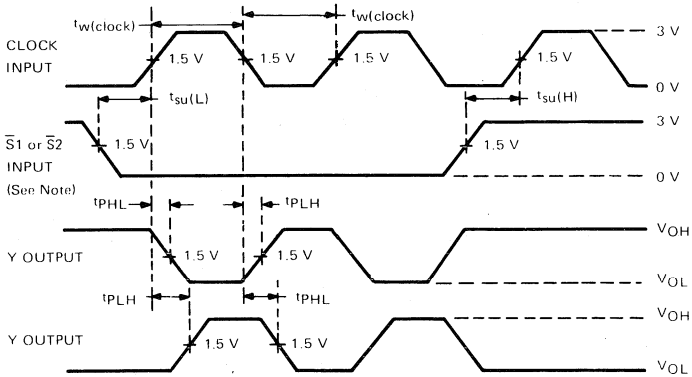 tw(clock)
tw(clock)
CLOCK
INPUT
1.5 V
1.5 V
1.5 V
1.5 V
3 V
0 V
tsu(L)
tsu(H)
S̅1 or S̅2
INPUT
(See Note)
1.5 V
1.5 V
3 V
0 V
tPHL
tPLH
Y OUTPUT
1.5 V
1.5 V
VOH
VOL
tPLH
tPHL
Y OUTPUT
1.5 V
1.5 V
VOH
VOL